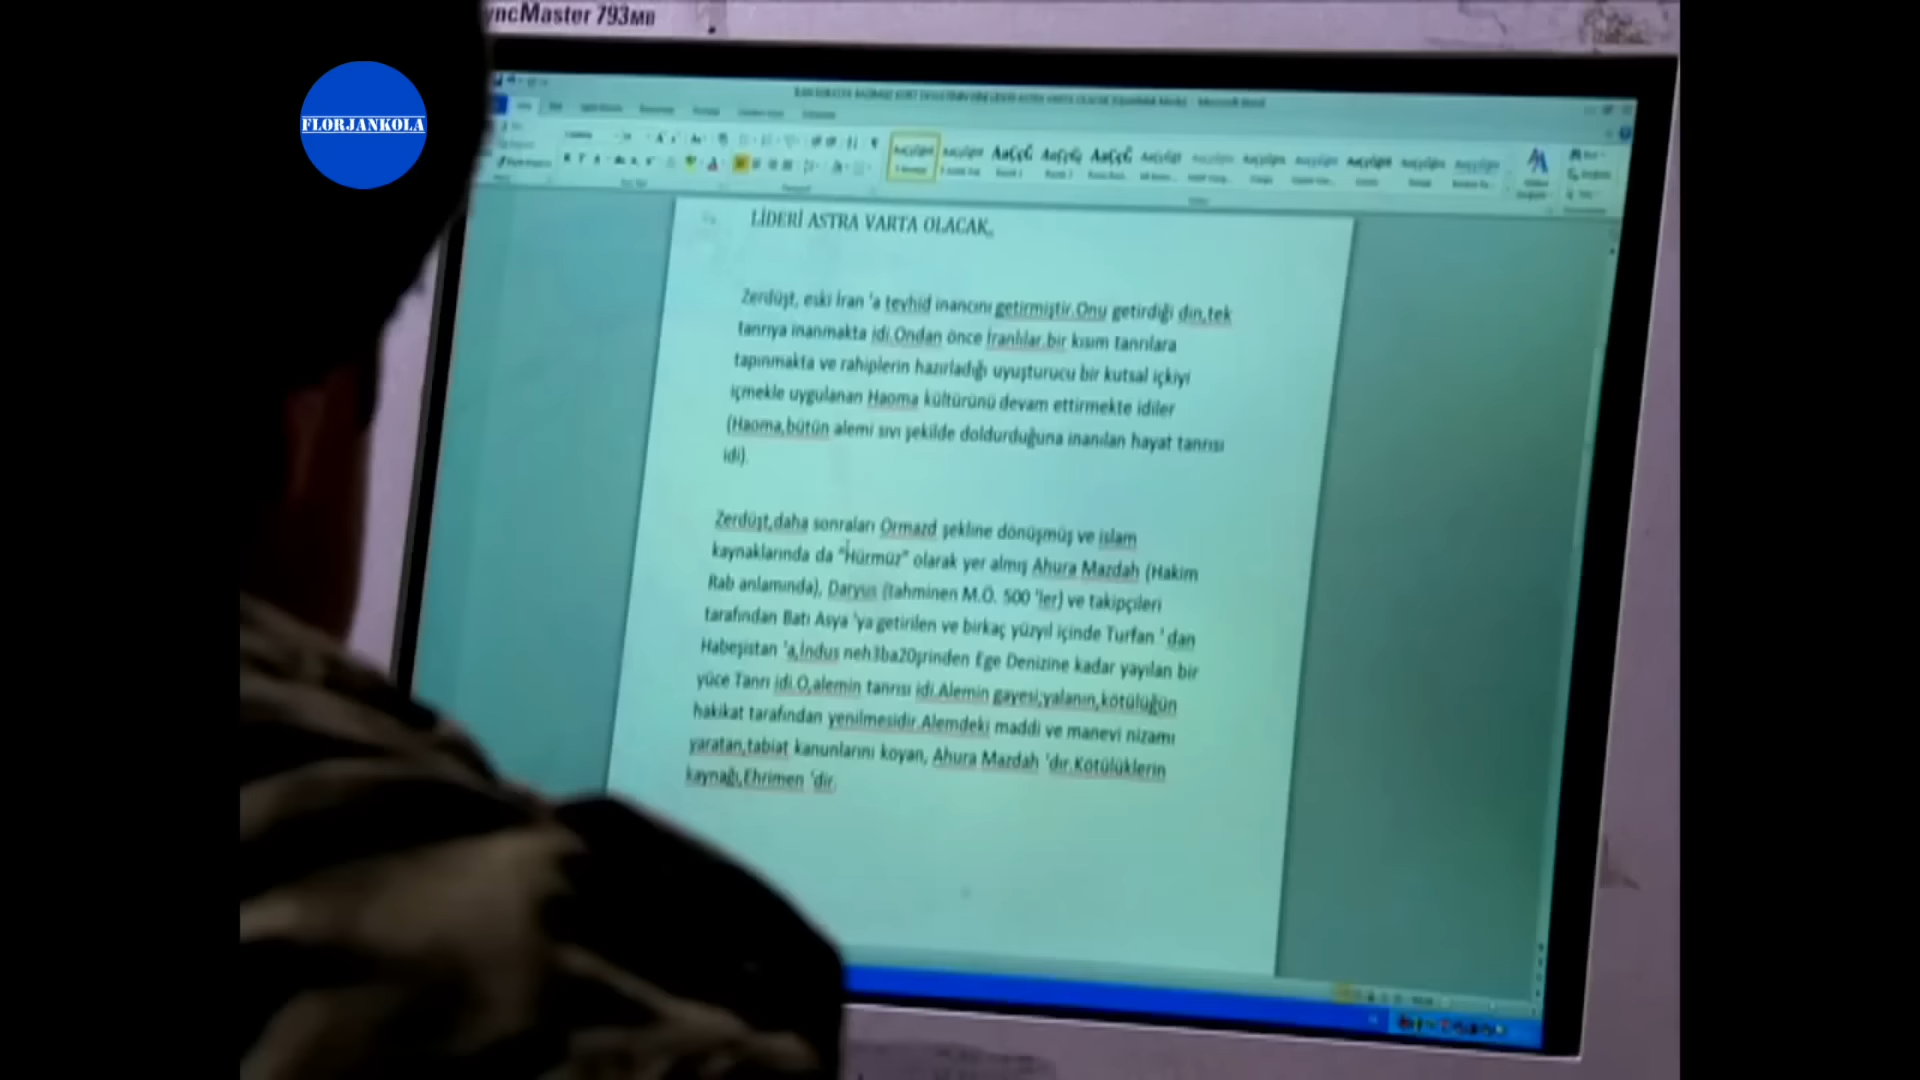 yncMaster 793MB
FLORJANKOLA
LİDERİ ASTRA VARTA OLACAK,
Zerdüşt, eski İran 'a tevhid inancını getirmiştir.Onu getirdiği din,tek
tanrıya inanmakta idi.Ondan önce İranlılar,bir kısım tanrılara
tapınmakta ve rahiplerin hazırladığı uyuşturucu bir kutsal içkiyi
içmekle uygulanan Haoma kültürünü devam ettirmekte idiler
(Haoma,bütün alemi sıvı şekilde doldurduğuna inanılan hayat tanrısı
idi).
Zerdüşt,daha sonraları Ormazd şekline dönüşmüş ve islam
kaynaklarında da "Hürmüz" olarak yer almış Ahura Mazdah (Hakim
Rab anlamında), Daryus (tahminen M.Ö. 500 'ler) ve takipçileri
tarafından Batı Asya 'ya getirilen ve birkaç yüzyıl içinde Turfan ' dan
Habeşistan 'a,İndus neh3ba20şrinden Ege Denizine kadar yayılan bir
yüce Tanrı idi.O,alemin tanrısı idi.Alemin gayesi;yalanın,kötülüğün
hakikat tarafından yenilmesidir.Alemdeki maddi ve manevi nizamı
yaratan,tabiat kanunlarını koyan, Ahura Mazdah 'dır.Kötülüklerin
kaynağı,Ehrimen 'dir.